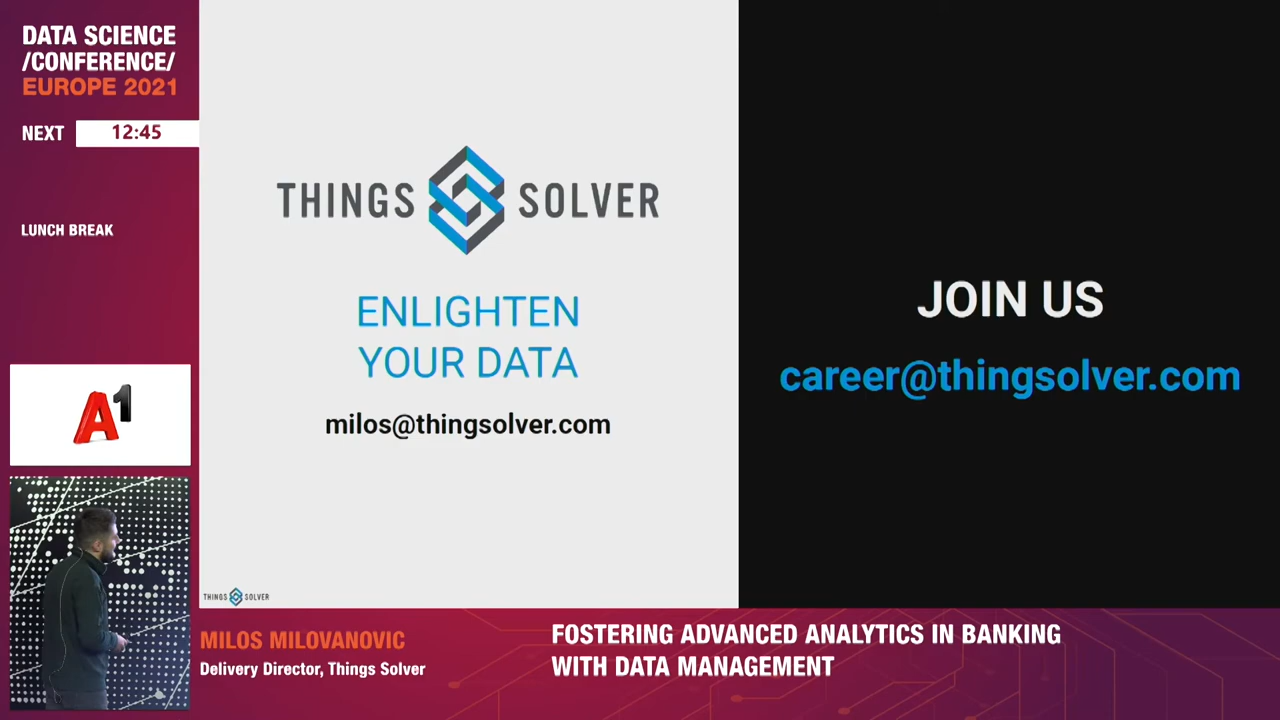 DATA SCIENCE
/CONFERENCE/
EUROPE 2021
NEXT 12:45
LUNCH BREAK
A1
THINGS SOLVER
ENLIGHTEN
YOUR DATA
milos@thingsolver.com
JOIN US
career@thingsolver.com
THINGS SOLVER
MILOS MILOVANOVIC
Delivery Director, Things Solver
FOSTERING ADVANCED ANALYTICS IN BANKING
WITH DATA MANAGEMENT